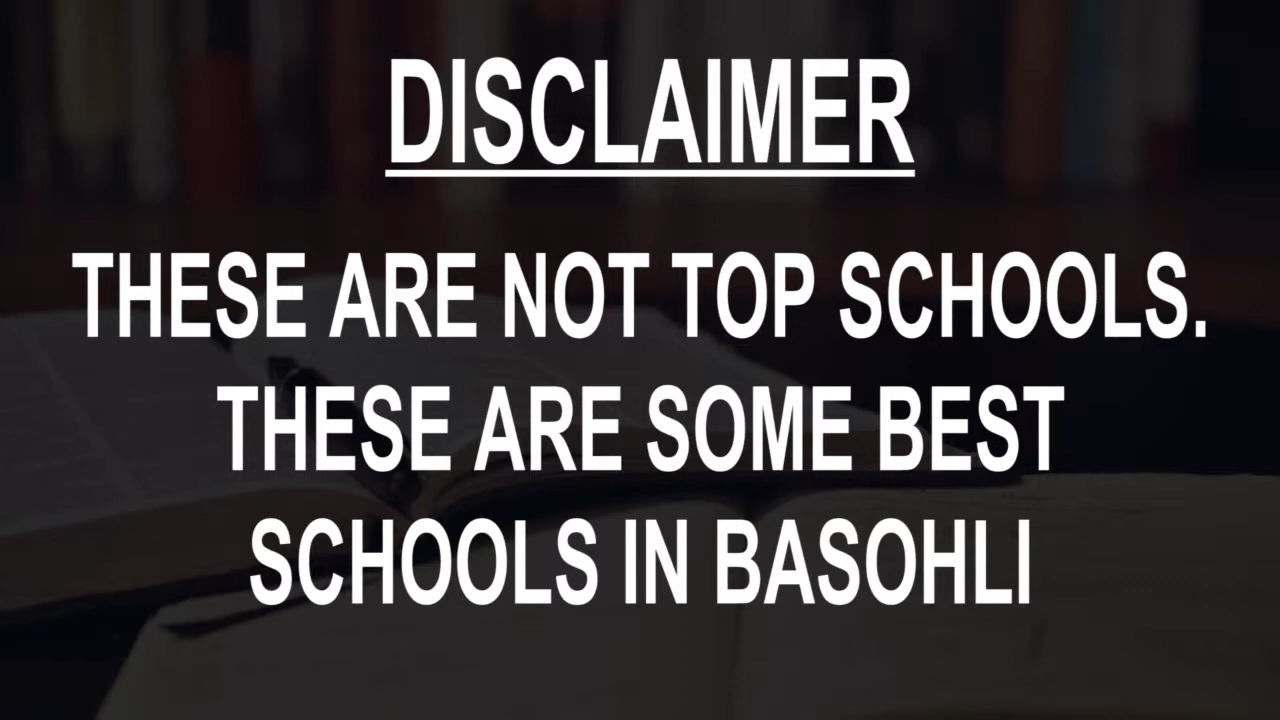 DISCLAIMER
THESE ARE NOT TOP SCHOOLS.
THESE ARE SOME BEST
SCHOOLS IN BASOHLI